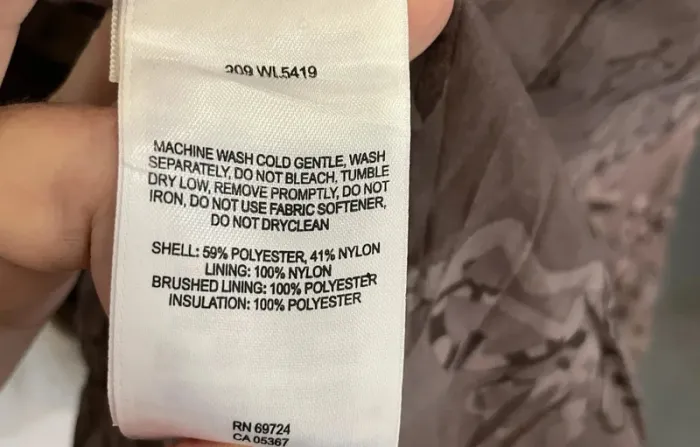 209 WL5419
MACHINE WASH COLD GENTLE, WASH
SEPARATELY, DO NOT BLEACH, TUMBLE
DRY LOW, REMOVE PROMPTLY, DO NOT
IRON, DO NOT USE FABRIC SOFTENER,
DO NOT DRYCLEAN
SHELL: 59% POLYESTER, 41% NYLON
LINING: 100% NYLON
BRUSHED LINING: 100% POLYESTER
INSULATION: 100% POLYESTER
RN 69724
CA 05367